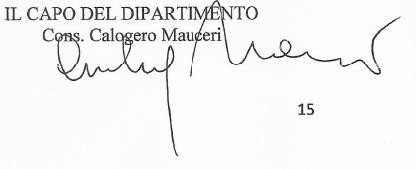 IL CAPO DEL DIPARTIMENTO
Cons. Calogero Mauceri
15